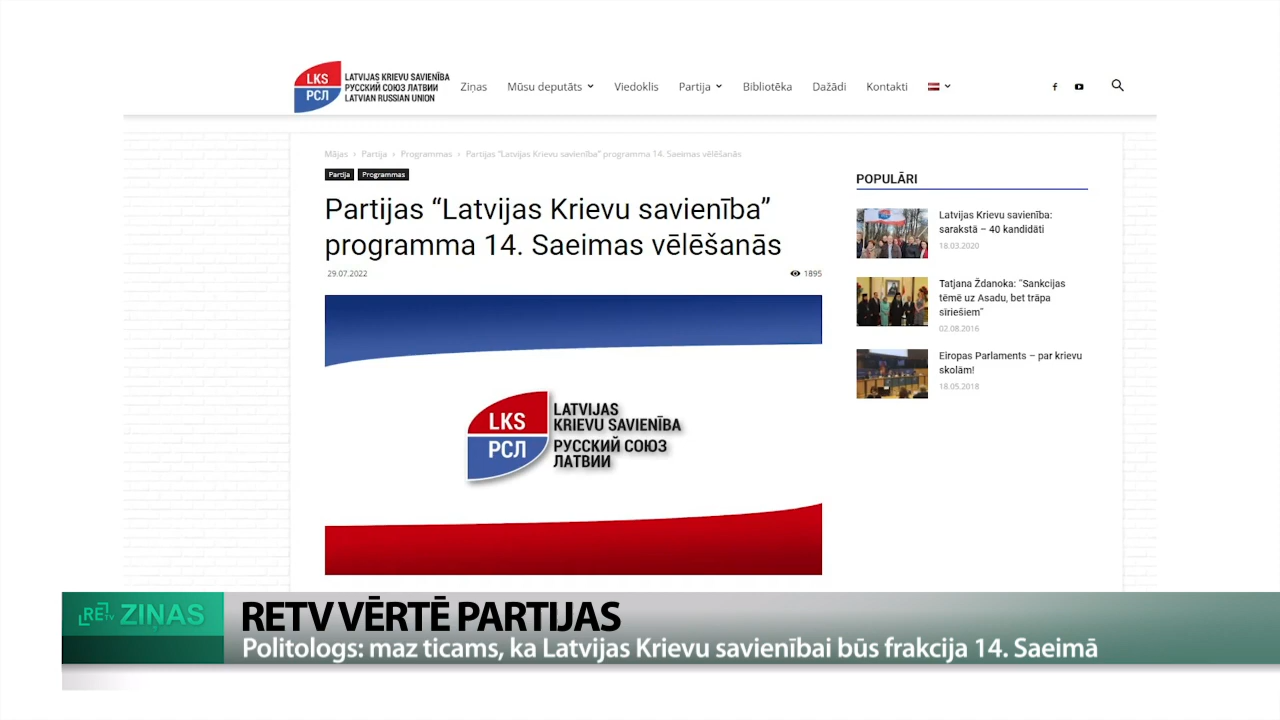 LKS
РСЛ
LATVIJAS KRIEVU SAVIENĪBA
РУССКИЙ СОЮЗ ЛАТВИИ
LATVIAN RUSSIAN UNION
Ziņas Mūsu deputāts Viedoklis Partija Bibliotēka Dažādi Kontakti
Mājas › Partija › Programmas › Partijas “Latvijas Krievu savienība” programma 14. Saeimas vēlēšanās
Partija Programmas
Partijas “Latvijas Krievu savienība”
programma 14. Saeimas vēlēšanās
29.07.2022 1895
LKS
РСЛ
LATVIJAS
KRIEVU SAVIENĪBA
РУССКИЙ СОЮЗ
ЛАТВИИ
POPULĀRI
Latvijas Krievu savienība:
sarakstā – 40 kandidāti
18.03.2020
Tatjana Ždanoka: “Sankcijas
tēmē uz Asadu, bet trāpa
sīriešiem”
02.08.2016
Eiropas Parlaments – par krievu
skolām!
18.05.2018
RETV ZIŅAS
RETV VĒRTĒ PARTIJAS
Politologs: maz ticams, ka Latvijas Krievu savienībai būs frakcija 14. Saeimā